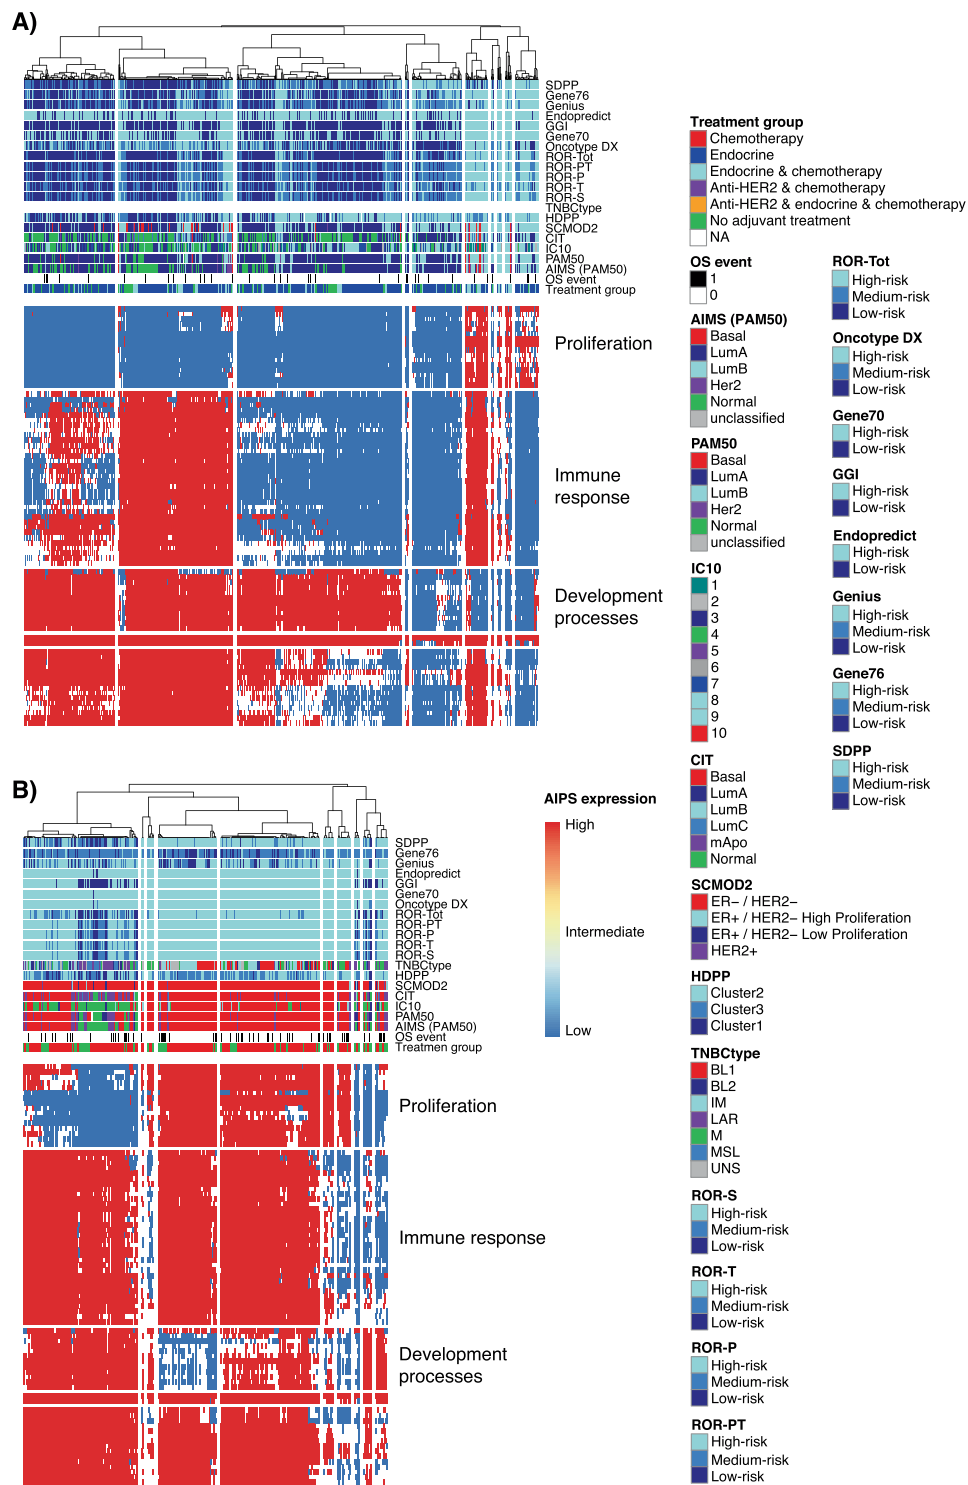 A)
SDPP
Gene76
Genius
Endopredict
GGI
Gene70
Oncotype DX
ROR-Tot
ROR-PT
ROR-P
ROR-T
ROR-S
TNBCtype
HDPP
SCMOD2
CIT
IC10
PAM50
AIMS (PAM50)
OS event
Treatment group
Proliferation
Immune
response
Development
processes
B)
SDPP
Gene76
Genius
Endopredict
GGI
Gene70
Oncotype DX
ROR-Tot
ROR-PT
ROR-P
ROR-T
ROR-S
TNBCtype
HDPP
SCMOD2
CIT
IC10
PAM50
AIMS (PAM50)
OS event
Treatmen group
Proliferation
Immune response
Development
processes
AIPS expression
High
Intermediate
Low
Treatment group
Chemotherapy
Endocrine
Endocrine & chemotherapy
Anti-HER2 & chemotherapy
Anti-HER2 & endocrine & chemotherapy
No adjuvant treatment
NA
OS event
1
0
AIMS (PAM50)
Basal
LumA
LumB
Her2
Normal
unclassified
PAM50
Basal
LumA
LumB
Her2
Normal
unclassified
IC10
1
2
3
4
5
6
7
8
9
10
CIT
Basal
LumA
LumB
LumC
mApo
Normal
SCMOD2
ER− / HER2−
ER+ / HER2− High Proliferation
ER+ / HER2− Low Proliferation
HER2+
HDPP
Cluster2
Cluster3
Cluster1
TNBCtype
BL1
BL2
IM
LAR
M
MSL
UNS
ROR-S
High-risk
Medium-risk
Low-risk
ROR-T
High-risk
Medium-risk
Low-risk
ROR-P
High-risk
Medium-risk
Low-risk
ROR-PT
High-risk
Medium-risk
Low-risk
ROR-Tot
High-risk
Medium-risk
Low-risk
Oncotype DX
High-risk
Medium-risk
Low-risk
Gene70
High-risk
Low-risk
GGI
High-risk
Low-risk
Endopredict
High-risk
Low-risk
Genius
High-risk
Medium-risk
Low-risk
Gene76
High-risk
Medium-risk
Low-risk
SDPP
High-risk
Medium-risk
Low-risk